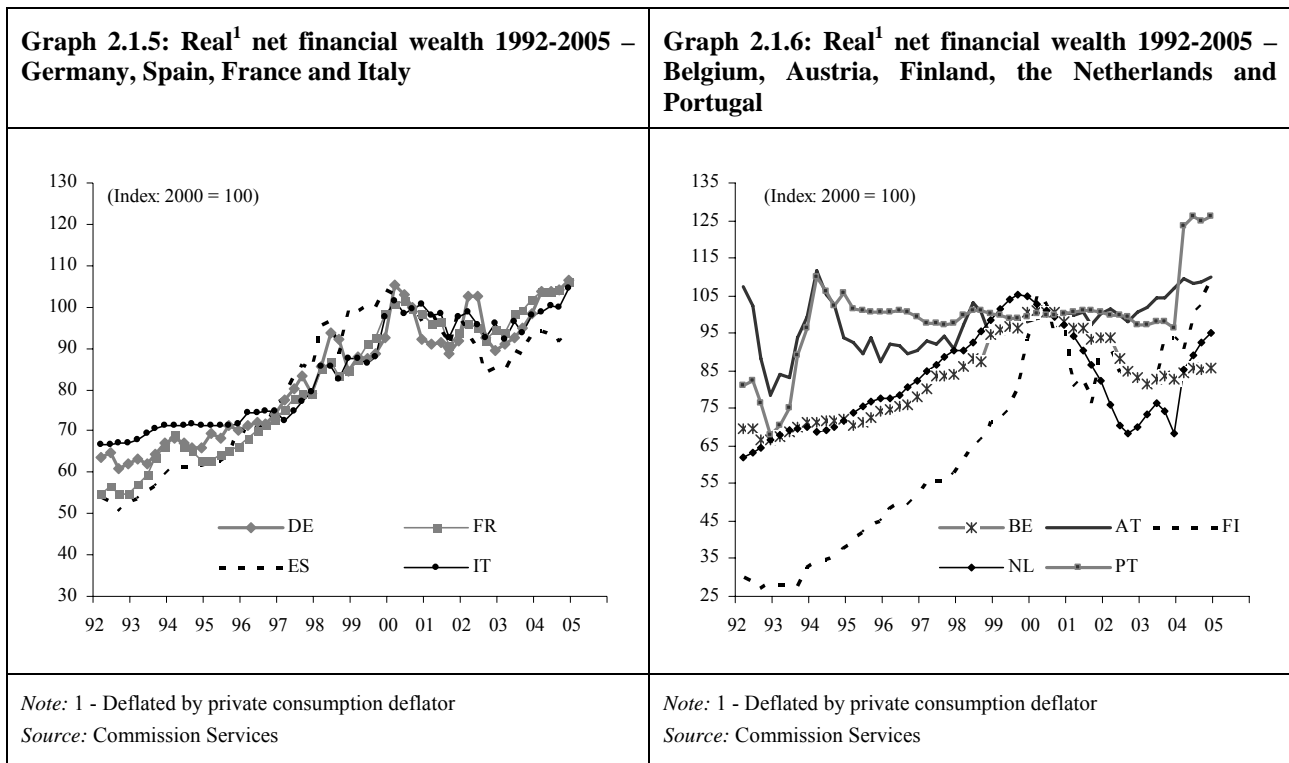 Graph 2.1.5: Real1 net financial wealth 1992-2005 –
Germany, Spain, France and Italy
Graph 2.1.6: Real1 net financial wealth 1992-2005 –
Belgium, Austria, Finland, the Netherlands and
Portugal
(Index: 2000 = 100)
130
120
110
100
90
80
70
60
50
40
30
92 93 94 95 96 97 98 99 00 01 02 03 04 05
DE FR
ES IT
(Index: 2000 = 100)
135
125
115
105
95
85
75
65
55
45
35
25
92 93 94 95 96 97 98 99 00 01 02 03 04 05
BE AT FI
NL PT
Note: 1 - Deflated by private consumption deflator
Source: Commission Services
Note: 1 - Deflated by private consumption deflator
Source: Commission Services